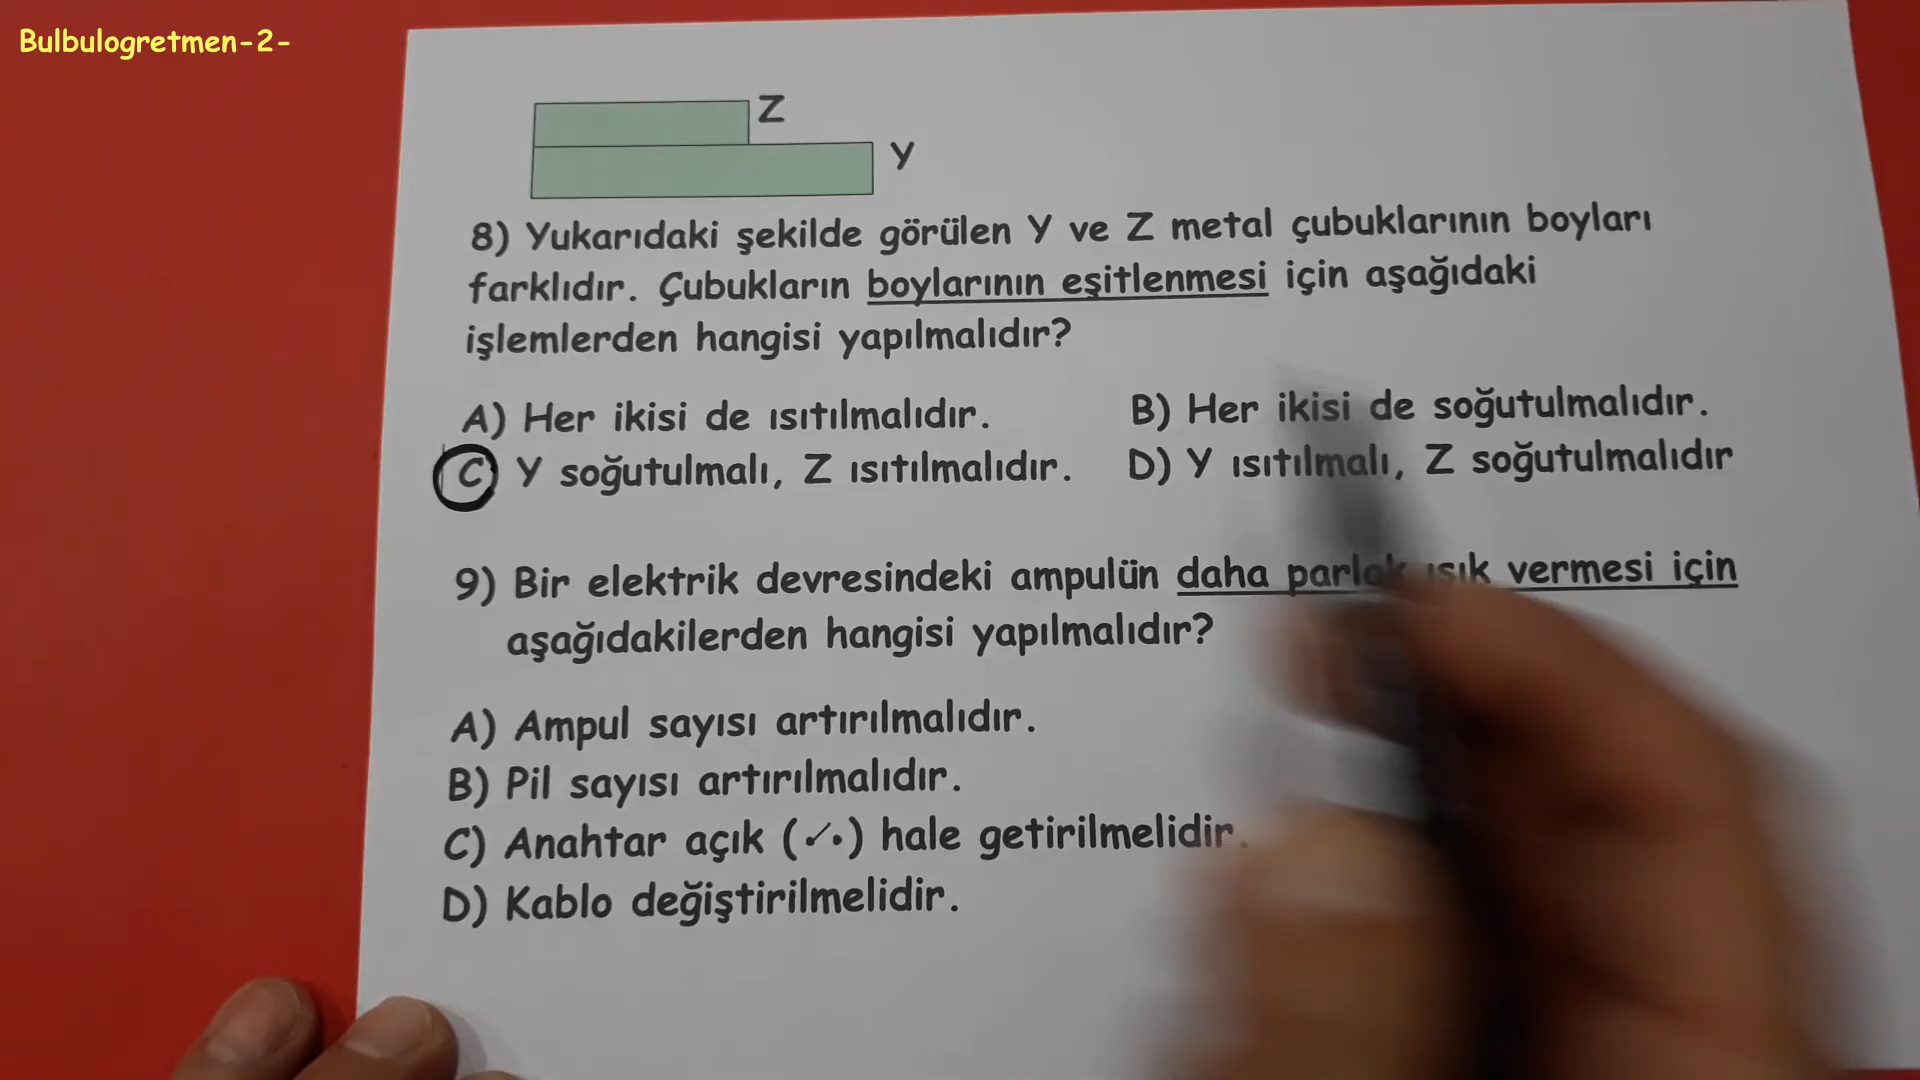 Bulbulogretmen-2-
Z
Y
8) Yukarıdaki şekilde görülen Y ve Z metal çubuklarının boyları
farklıdır. Çubukların boylarının eşitlenmesi için aşağıdaki
işlemlerden hangisi yapılmalıdır?
A) Her ikisi de ısıtılmalıdır. B) Her ikisi de soğutulmalıdır.
C) Y soğutulmalı, Z ısıtılmalıdır. D) Y ısıtılmalı, Z soğutulmalıdır
9) Bir elektrik devresindeki ampulün daha parlak ışık vermesi için
aşağıdakilerden hangisi yapılmalıdır?
A) Ampul sayısı artırılmalıdır.
B) Pil sayısı artırılmalıdır.
C) Anahtar açık ( ) hale getirilmelidir.
D) Kablo değiştirilmelidir.